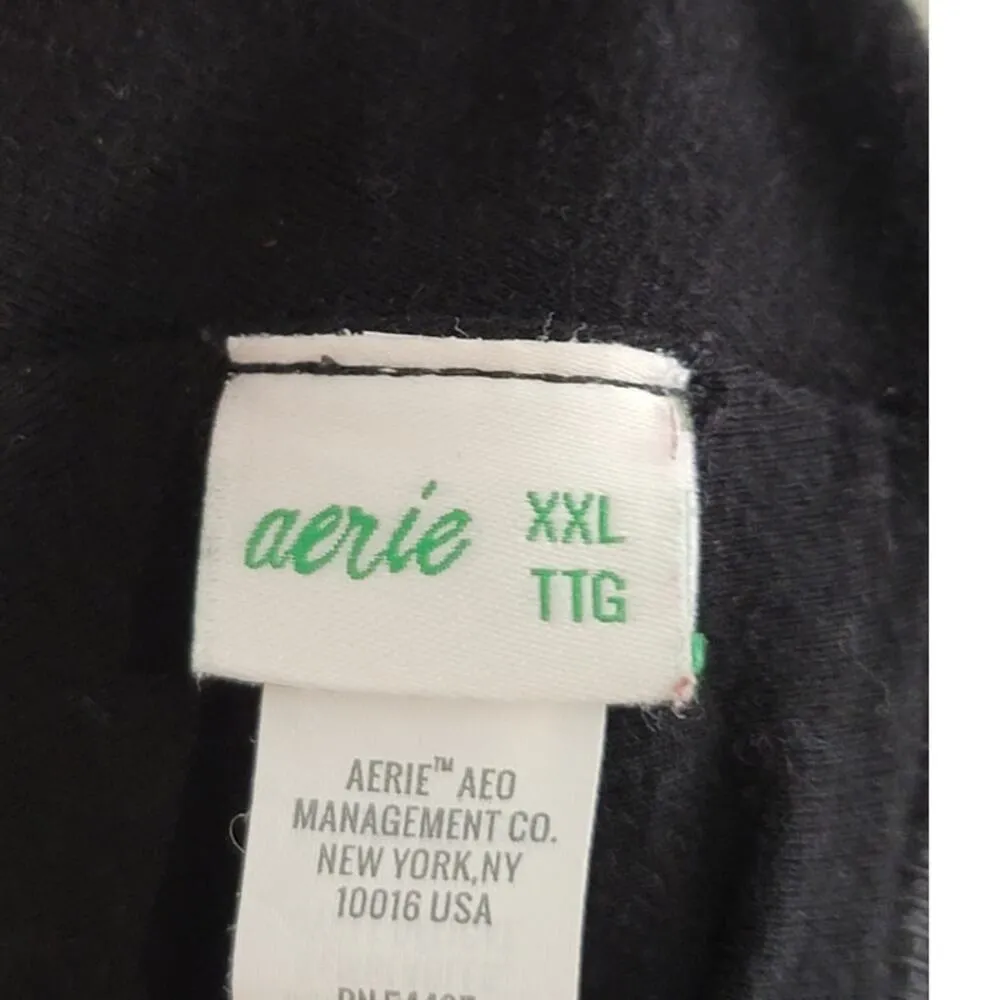 aerie XXL
TTG
AERIE™ AEO
MANAGEMENT CO.
NEW YORK,NY
10016 USA